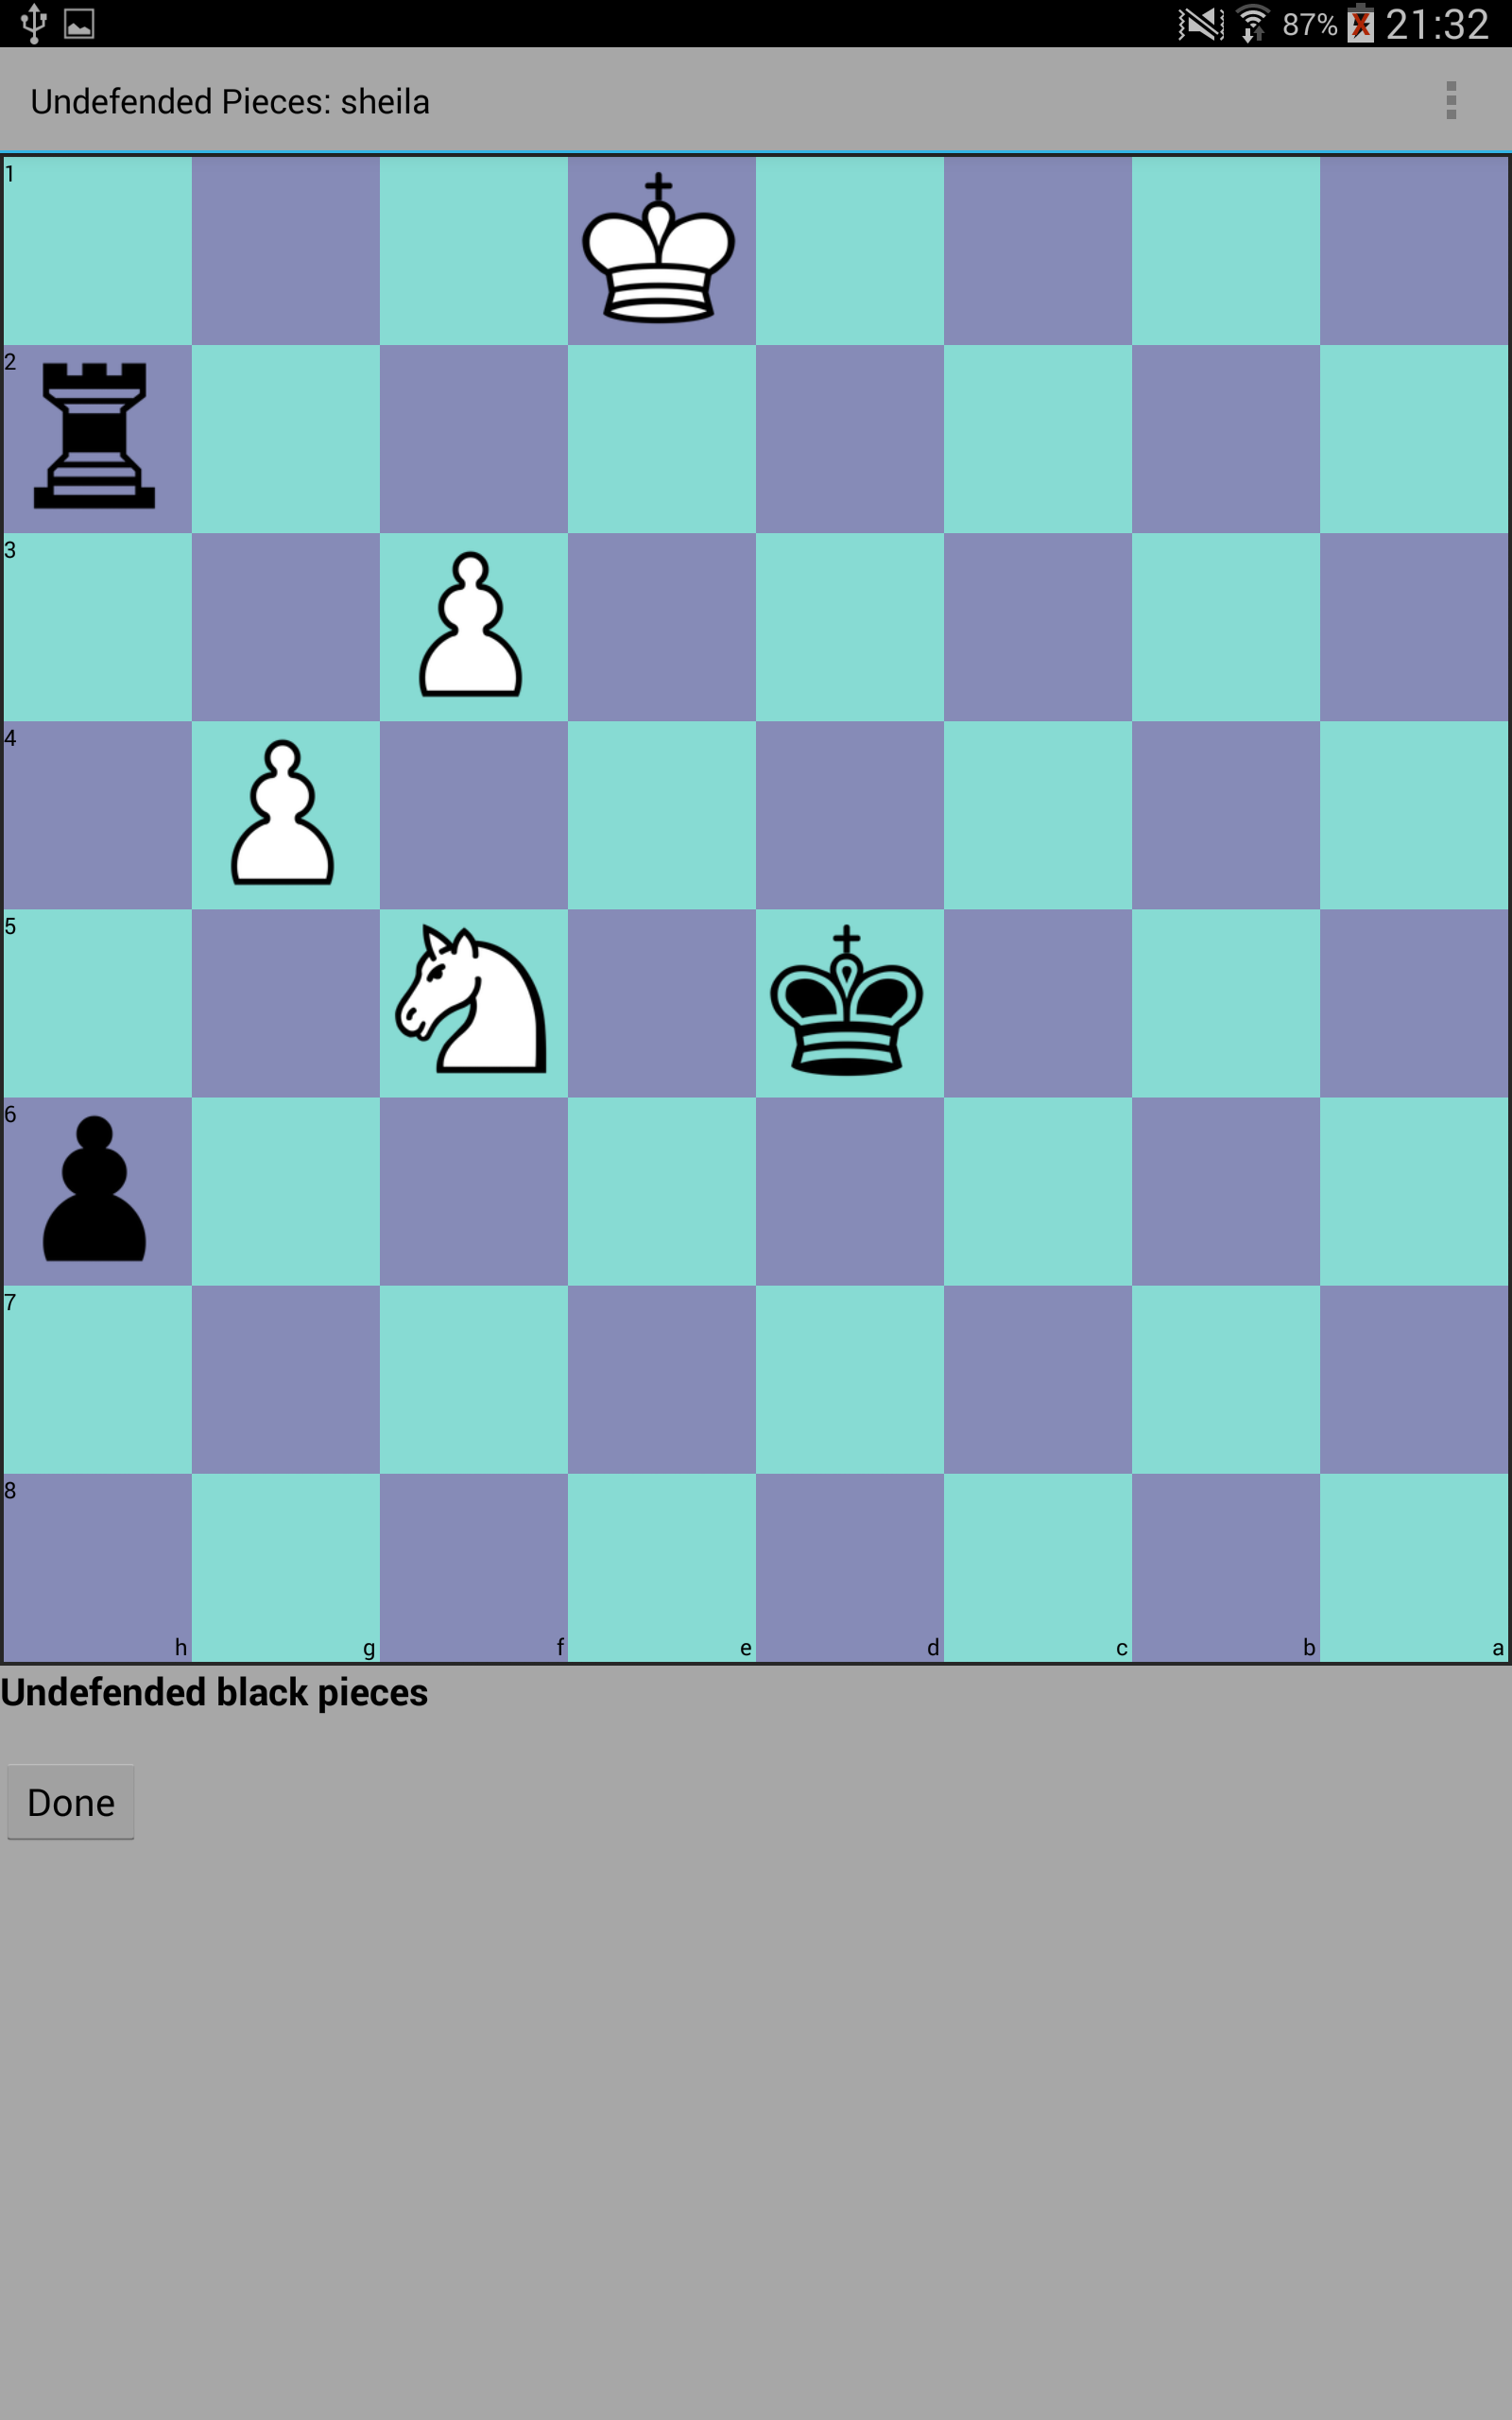 87% 21:32
Undefended Pieces: sheila
1
2
3
4
5
6
7
8
h g f e d c b a
Undefended black pieces
Done